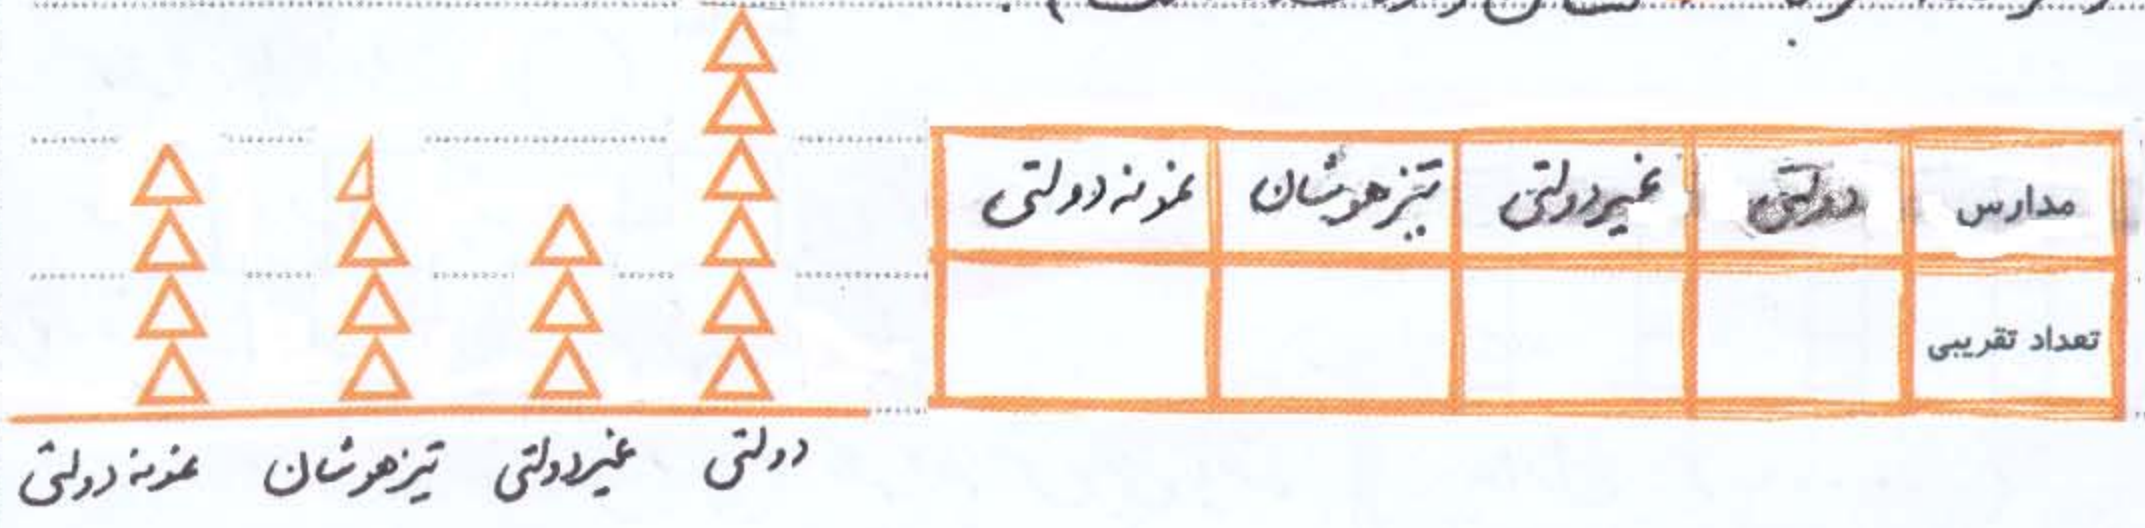 مدارس دولتی غیردولتی تیزهوشان نمونه دولتی
تعداد تقریبی
دولتی غیردولتی تیزهوشان نمونه دولتی